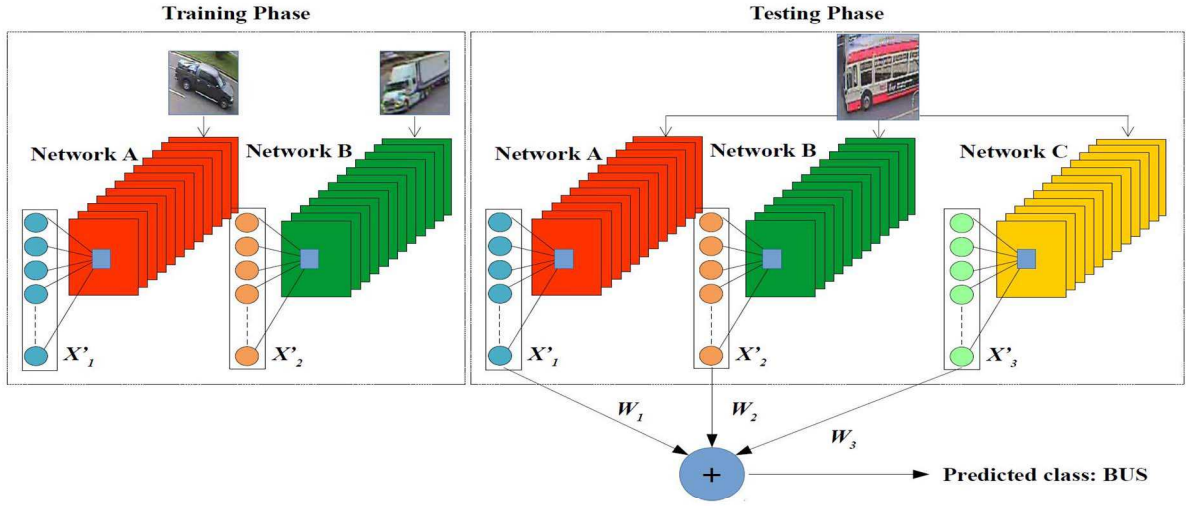 Training Phase
Testing Phase
Network A
Network B
Network A
Network B
Network C
X'₁
X'₂
X'₁
X'₂
X'₃
W₁
W₂
W₃
+
Predicted class: BUS